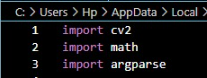 C: > Users > Hp > AppData > Local >
1 import cv2
2 import math
3 import argparse